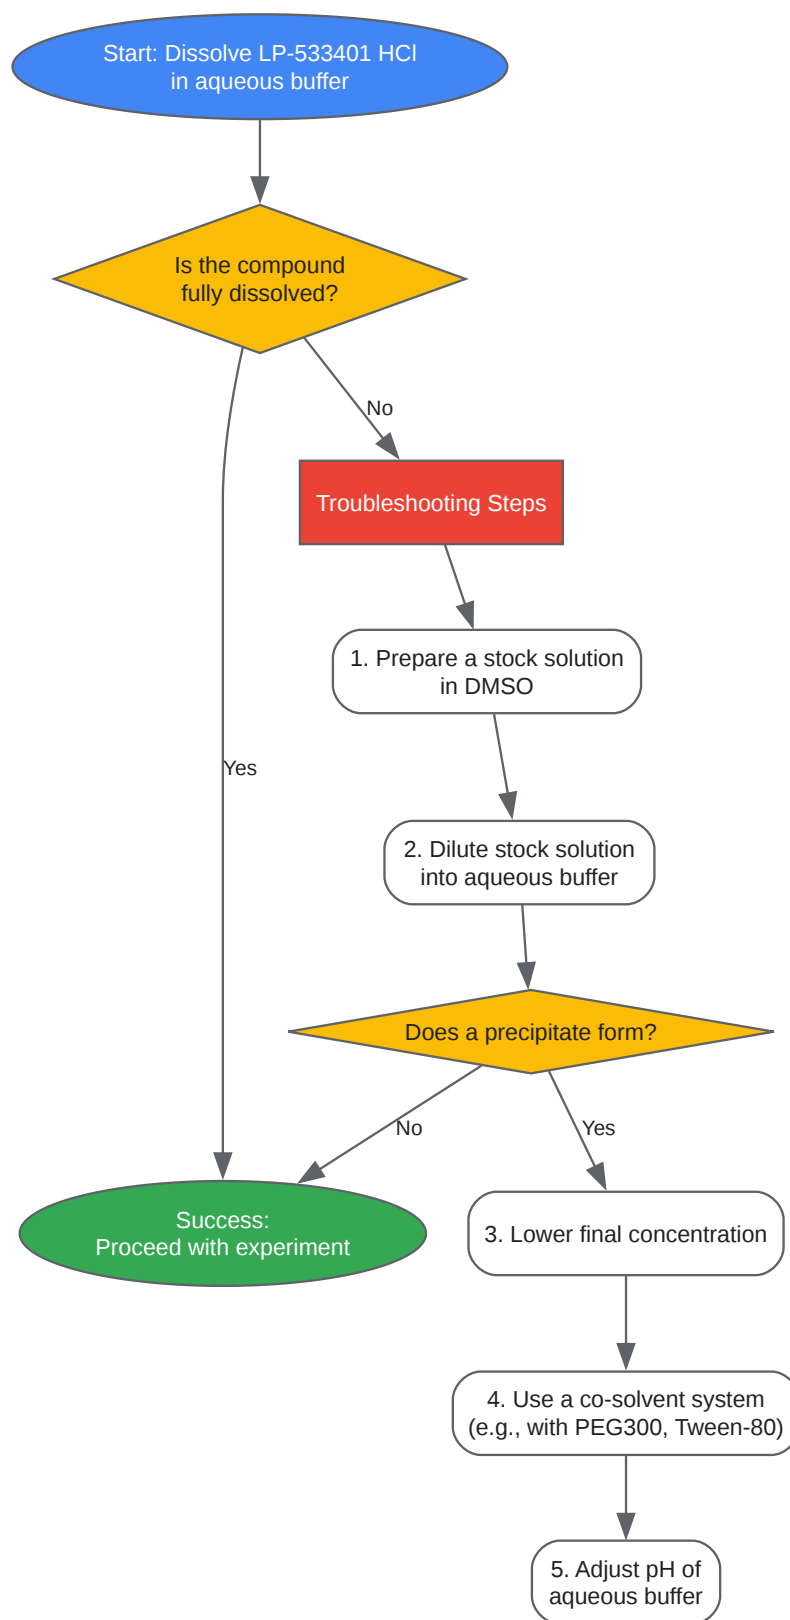 Start: Dissolve LP-533401 HCl
in aqueous buffer
Is the compound
fully dissolved?
No
Troubleshooting Steps
1. Prepare a stock solution
in DMSO
Yes
2. Dilute stock solution
into aqueous buffer
Does a precipitate form?
No
Yes
Success:
Proceed with experiment
3. Lower final concentration
4. Use a co-solvent system
(e.g., with PEG300, Tween-80)
5. Adjust pH of
aqueous buffer